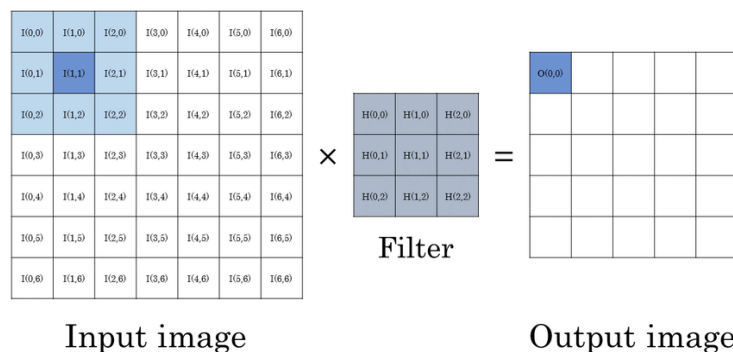 I(0,0) I(1,0) I(2,0) I(3,0) I(4,0) I(5,0) I(6,0)
I(0,1) I(1,1) I(2,1) I(3,1) I(4,1) I(5,1) I(6,1)
I(0,2) I(1,2) I(2,2) I(3,2) I(4,2) I(5,2) I(6,2)
I(0,3) I(1,3) I(2,3) I(3,3) I(4,3) I(5,3) I(6,3)
I(0,4) I(1,4) I(2,4) I(3,4) I(4,4) I(5,4) I(6,4)
I(0,5) I(1,5) I(2,5) I(3,5) I(4,5) I(5,5) I(6,5)
I(0,6) I(1,6) I(2,6) I(3,6) I(4,6) I(5,6) I(6,6)
Input image
×
H(0,0) H(1,0) H(2,0)
H(0,1) H(1,1) H(2,1)
H(0,2) H(1,2) H(2,2)
Filter
=
O(0,0)
Output image